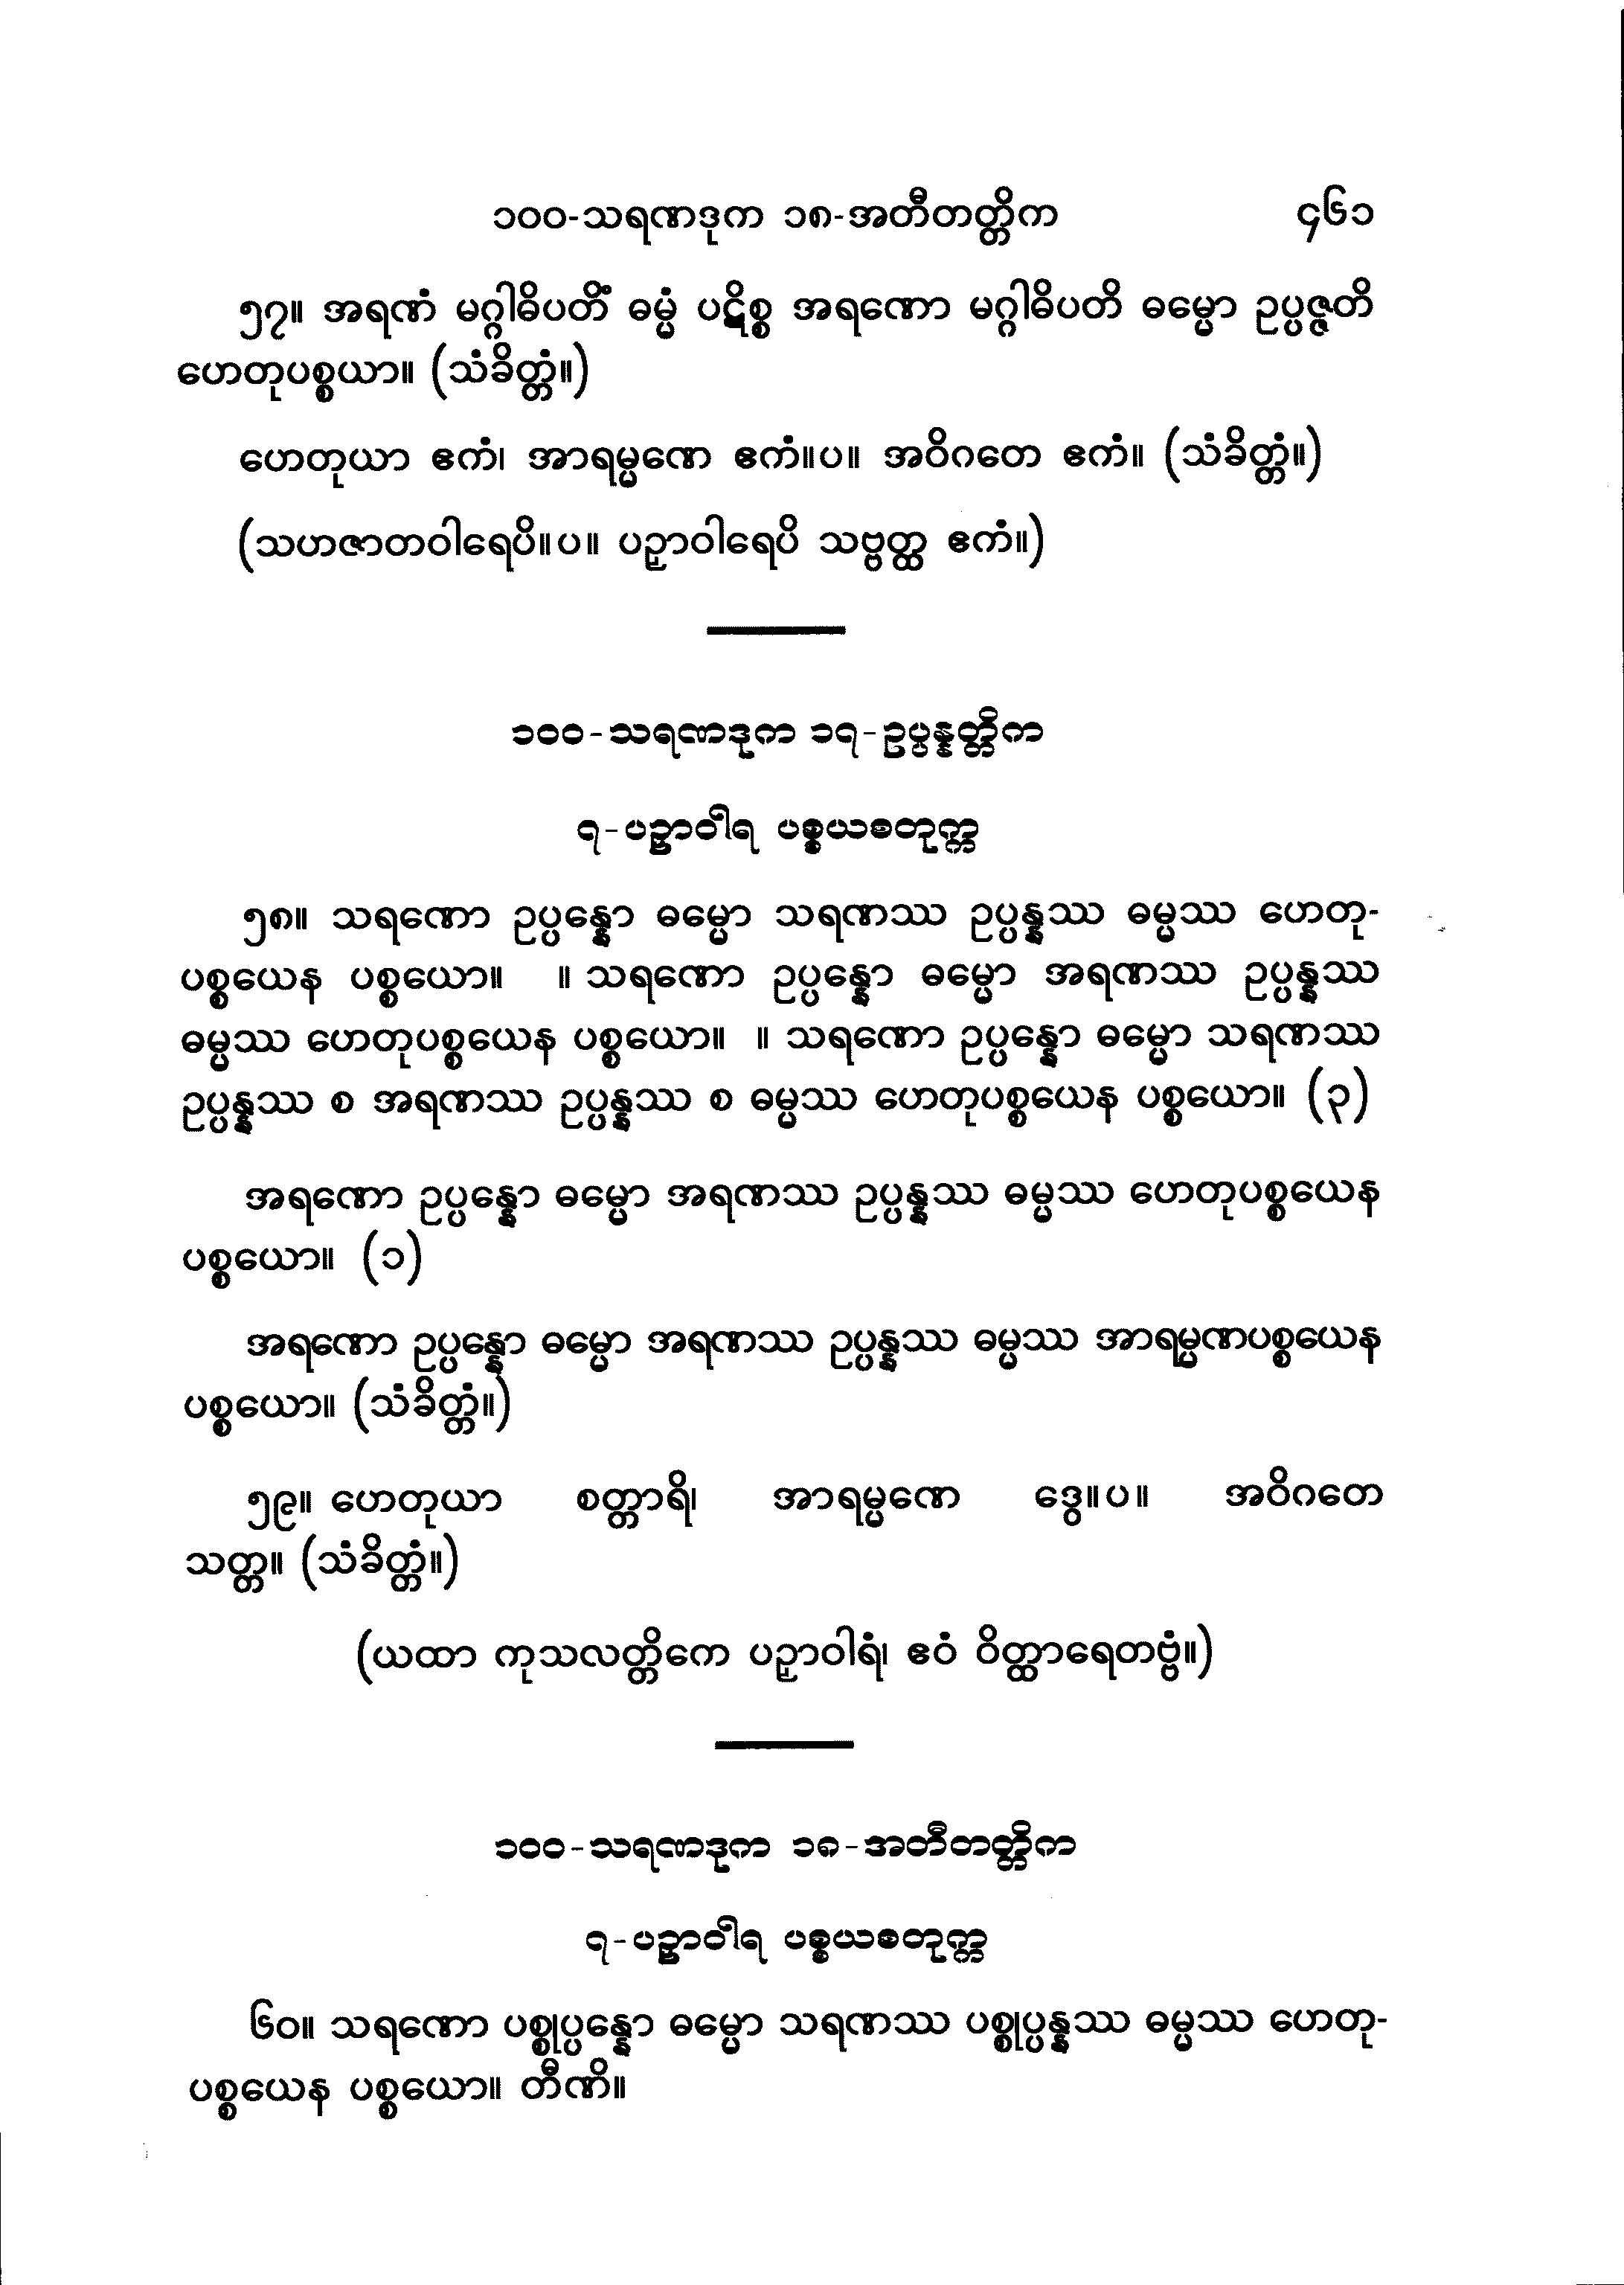 ၁၀၀-သရဏဒုက ၁၈-အတီတတ္တိက ၄၆၁
၅၇။ အရဏံ မဂ္ဂါဓိပတိံ ဓမ္မံ ပဋိစ္စ အရဏော မဂ္ဂါဓိပတိ ဓမ္မော ဥပ္ပဇ္ဇတိ
ဟေတုပစ္စယာ။ (သံခိတ္တံ။)
ဟေတုယာ ဧကံ၊ အာရမ္မဏေ ဧကံ။ပ။ အဝိဂတေ ဧကံ။ (သံခိတ္တံ။)
(သဟဇာတဝါရေပိ။ပ။ ပဉှာဝါရေပိ သဗ္ဗတ္ထ ဧကံ။)
၁၀၀-သရဏဒုက ၁၇-ဥပ္ပန္နတ္တိက
၇-ပဉှာဝါရ ပစ္စယစတုက္က
၅၈။ သရဏော ဥပ္ပန္နော ဓမ္မော သရဏဿ ဥပ္ပန္နဿ ဓမ္မဿ ဟေတု-
ပစ္စယေန ပစ္စယော။ ။ သရဏော ဥပ္ပန္နော ဓမ္မော အရဏဿ ဥပ္ပန္နဿ
ဓမ္မဿ ဟေတုပစ္စယေန ပစ္စယော။ ။ သရဏော ဥပ္ပန္နော ဓမ္မော သရဏဿ
ဥပ္ပန္နဿ စ အရဏဿ ဥပ္ပန္နဿ စ ဓမ္မဿ ဟေတုပစ္စယေန ပစ္စယော။ (၃)
အရဏော ဥပ္ပန္နော ဓမ္မော အရဏဿ ဥပ္ပန္နဿ ဓမ္မဿ ဟေတုပစ္စယေန
ပစ္စယော။ (၁)
အရဏော ဥပ္ပန္နော ဓမ္မော အရဏဿ ဥပ္ပန္နဿ ဓမ္မဿ အာရမ္မဏပစ္စယေန
ပစ္စယော။ (သံခိတ္တံ။)
၅၉။ ဟေတုယာ စတ္တာရိ၊ အာရမ္မဏေ ဒွေ။ပ။ အဝိဂတေ
သတ္တ။ (သံခိတ္တံ။)
(ယထာ ကုသလတ္တိကေ ပဉှာဝါရံ၊ ဧဝံ ဝိတ္ထာရေတဗ္ဗံ။)
၁၀၀-သရဏဒုက ၁၈-အတီတတ္တိက
၇-ပဉှာဝါရ ပစ္စယစတုက္က
၆၀။ သရဏော ပစ္စုပ္ပန္နော ဓမ္မော သရဏဿ ပစ္စုပ္ပန္နဿ ဓမ္မဿ ဟေတု-
ပစ္စယေန ပစ္စယော။ တီဏိ။